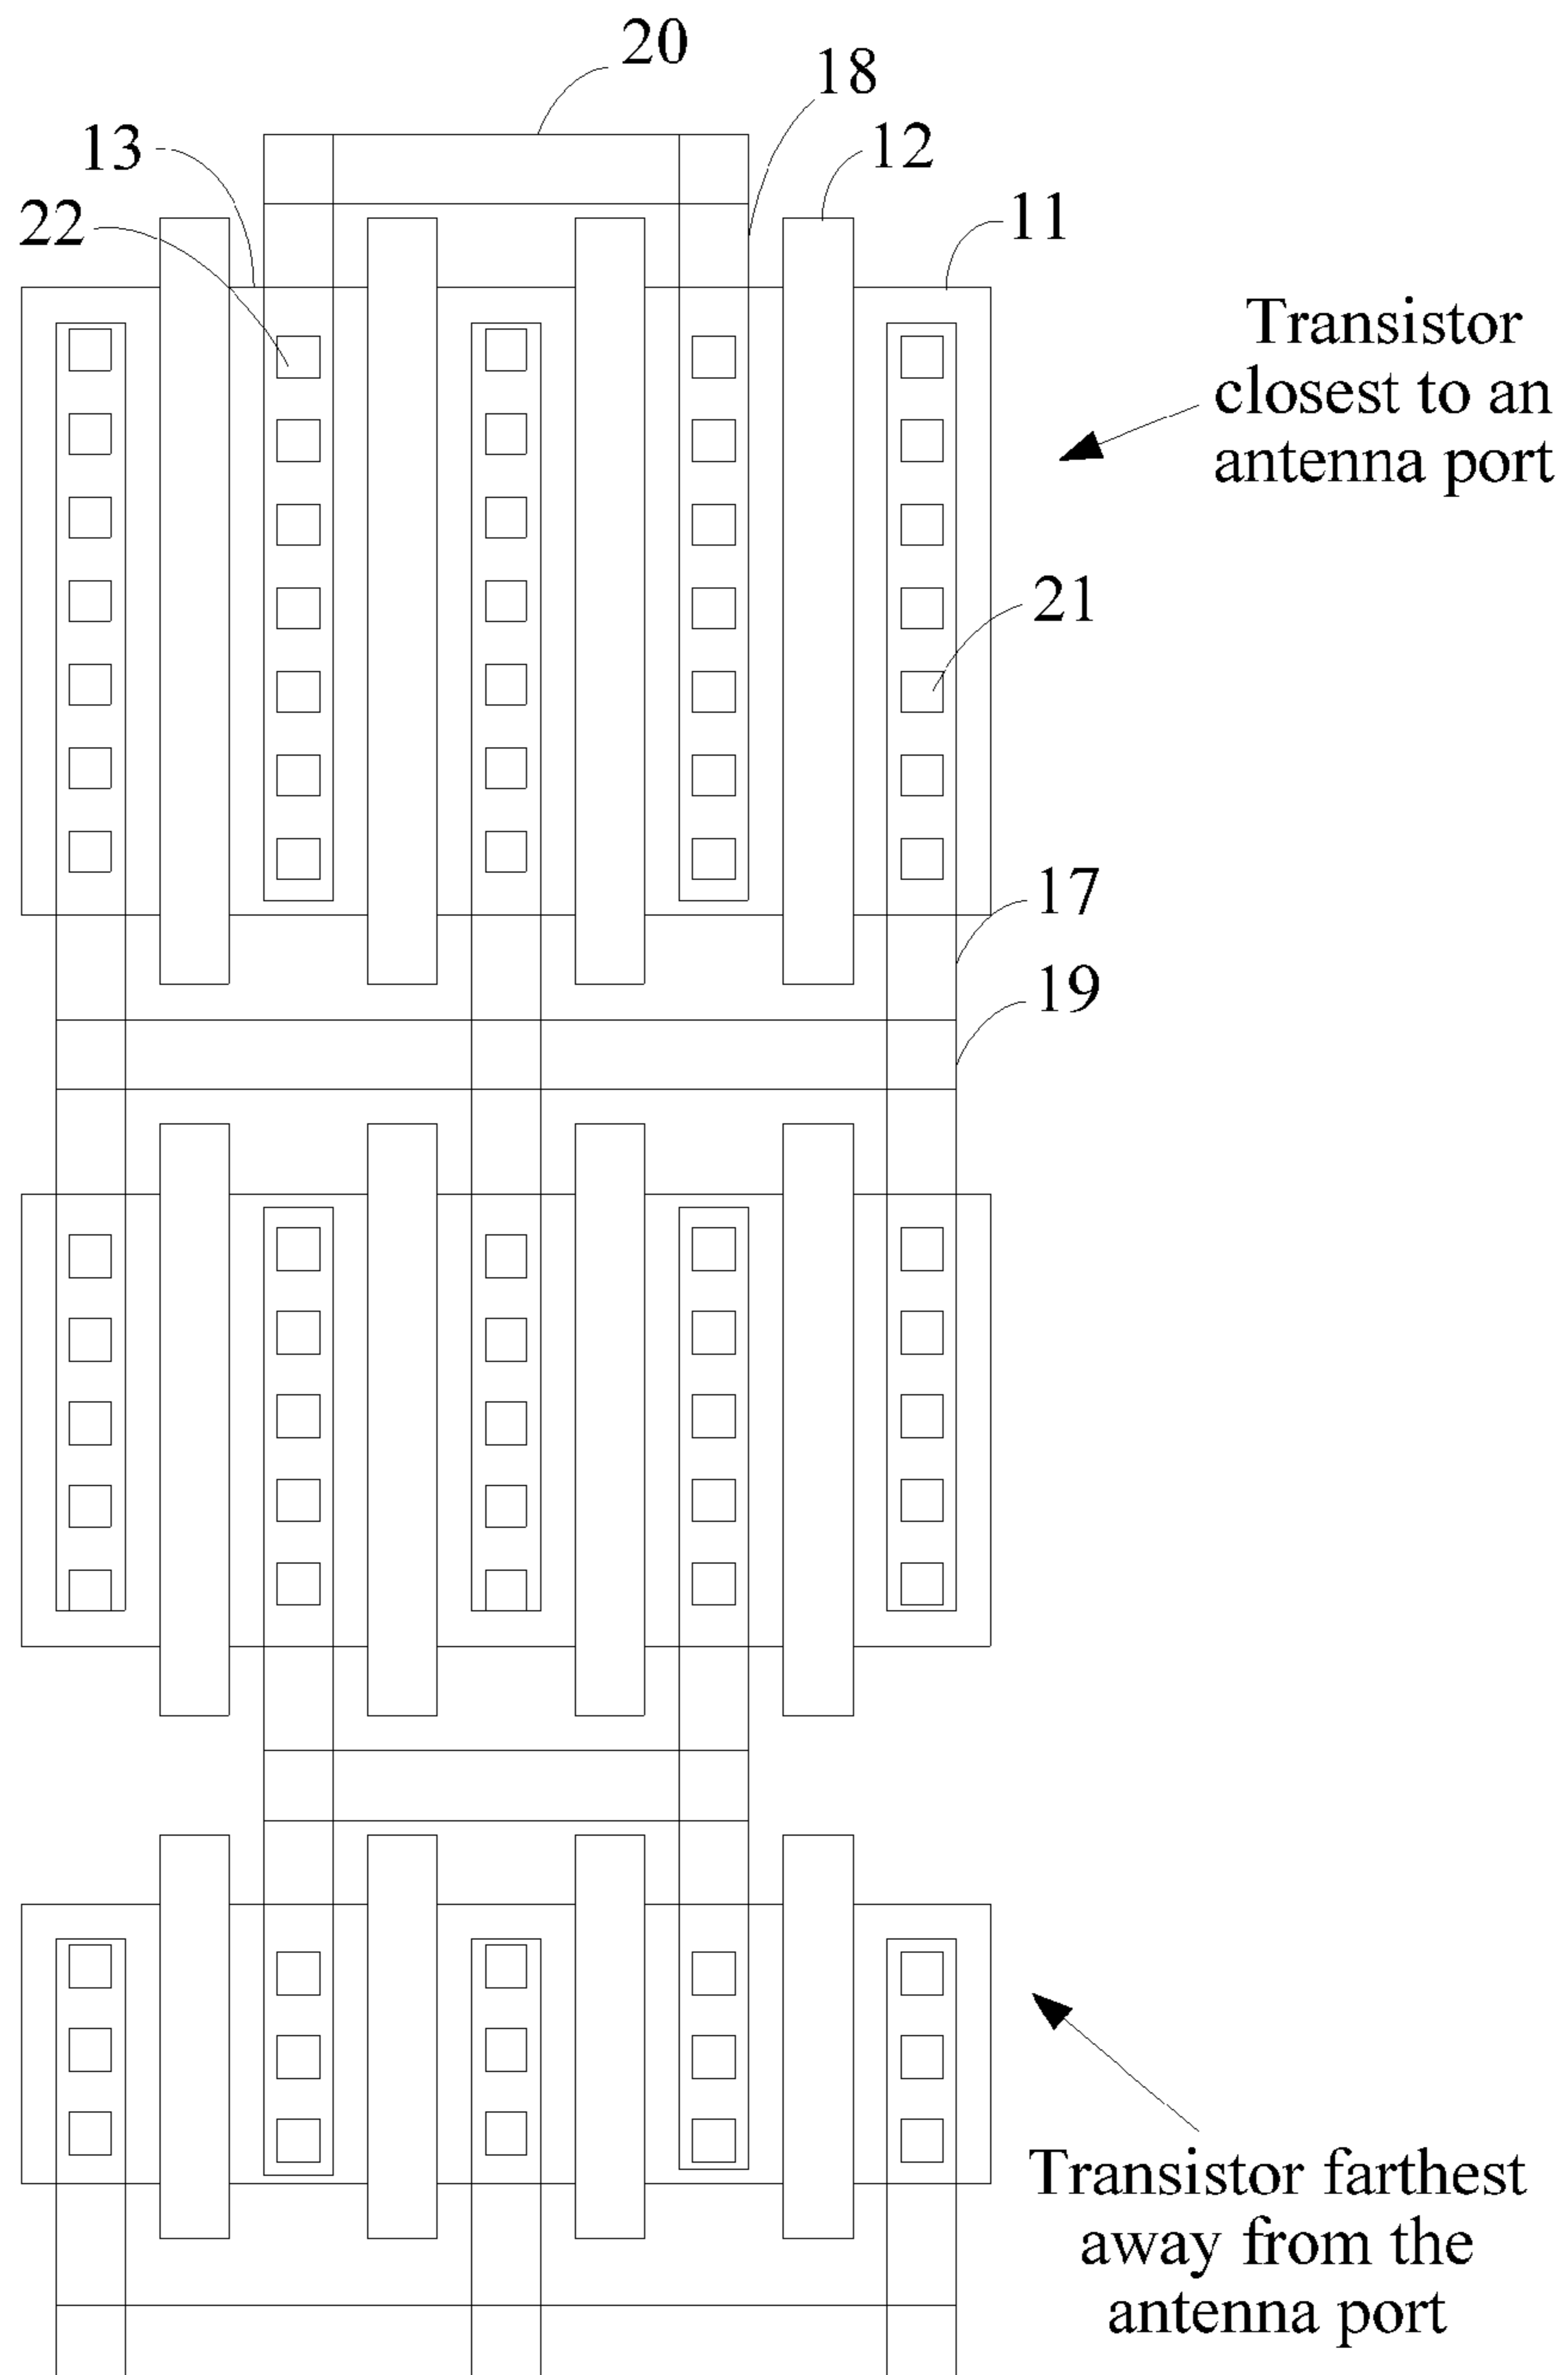 20
18
12
13
11
22
Transistor
closest to an
antenna port
21
17
19
Transistor farthest
away from the
antenna port